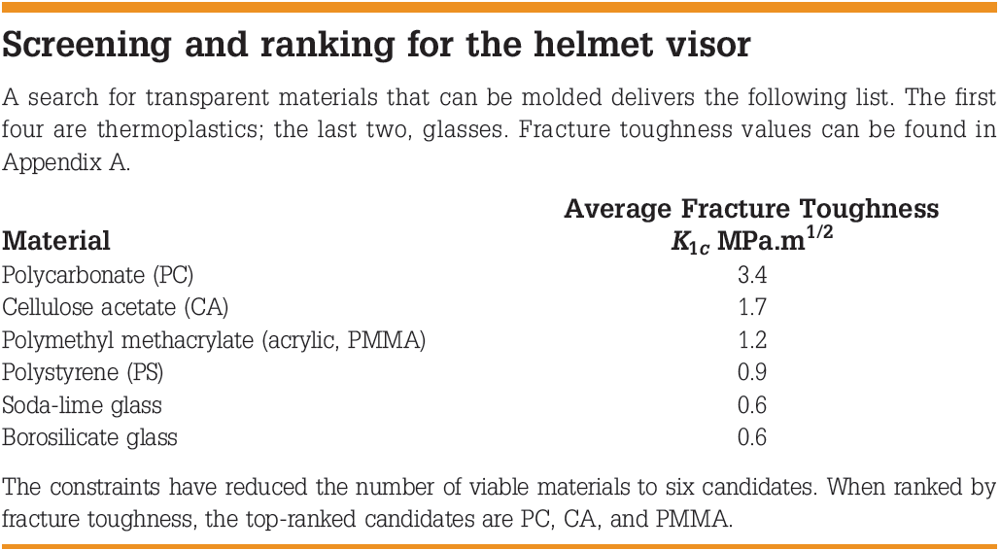 Screening and ranking for the helmet visor
A search for transparent materials that can be molded delivers the following list. The first
four are thermoplastics; the last two, glasses. Fracture toughness values can be found in
Appendix A.
Average Fracture Toughness
Material K1c MPa.m1/2
Polycarbonate (PC) 3.4
Cellulose acetate (CA) 1.7
Polymethyl methacrylate (acrylic, PMMA) 1.2
Polystyrene (PS) 0.9
Soda-lime glass 0.6
Borosilicate glass 0.6
The constraints have reduced the number of viable materials to six candidates. When ranked by
fracture toughness, the top-ranked candidates are PC, CA, and PMMA.